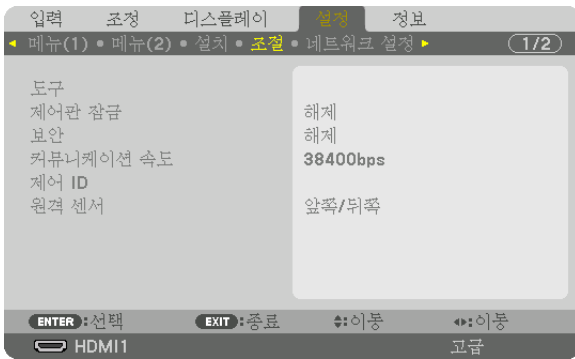 입력 조정 디스플레이 설정 정보
◀ 메뉴(1) ● 메뉴(2) ● 설치 ● 조절 ● 네트워크 설정 ▶ 1/2
도구
제어판 잠금 해제
보안 해제
커뮤니케이션 속도 38400bps
제어 ID
원격 센서 앞쪽/뒤쪽
ENTER :선택 EXIT :종료 ◆:이동 ◀▶:이동
HDMI1 고급